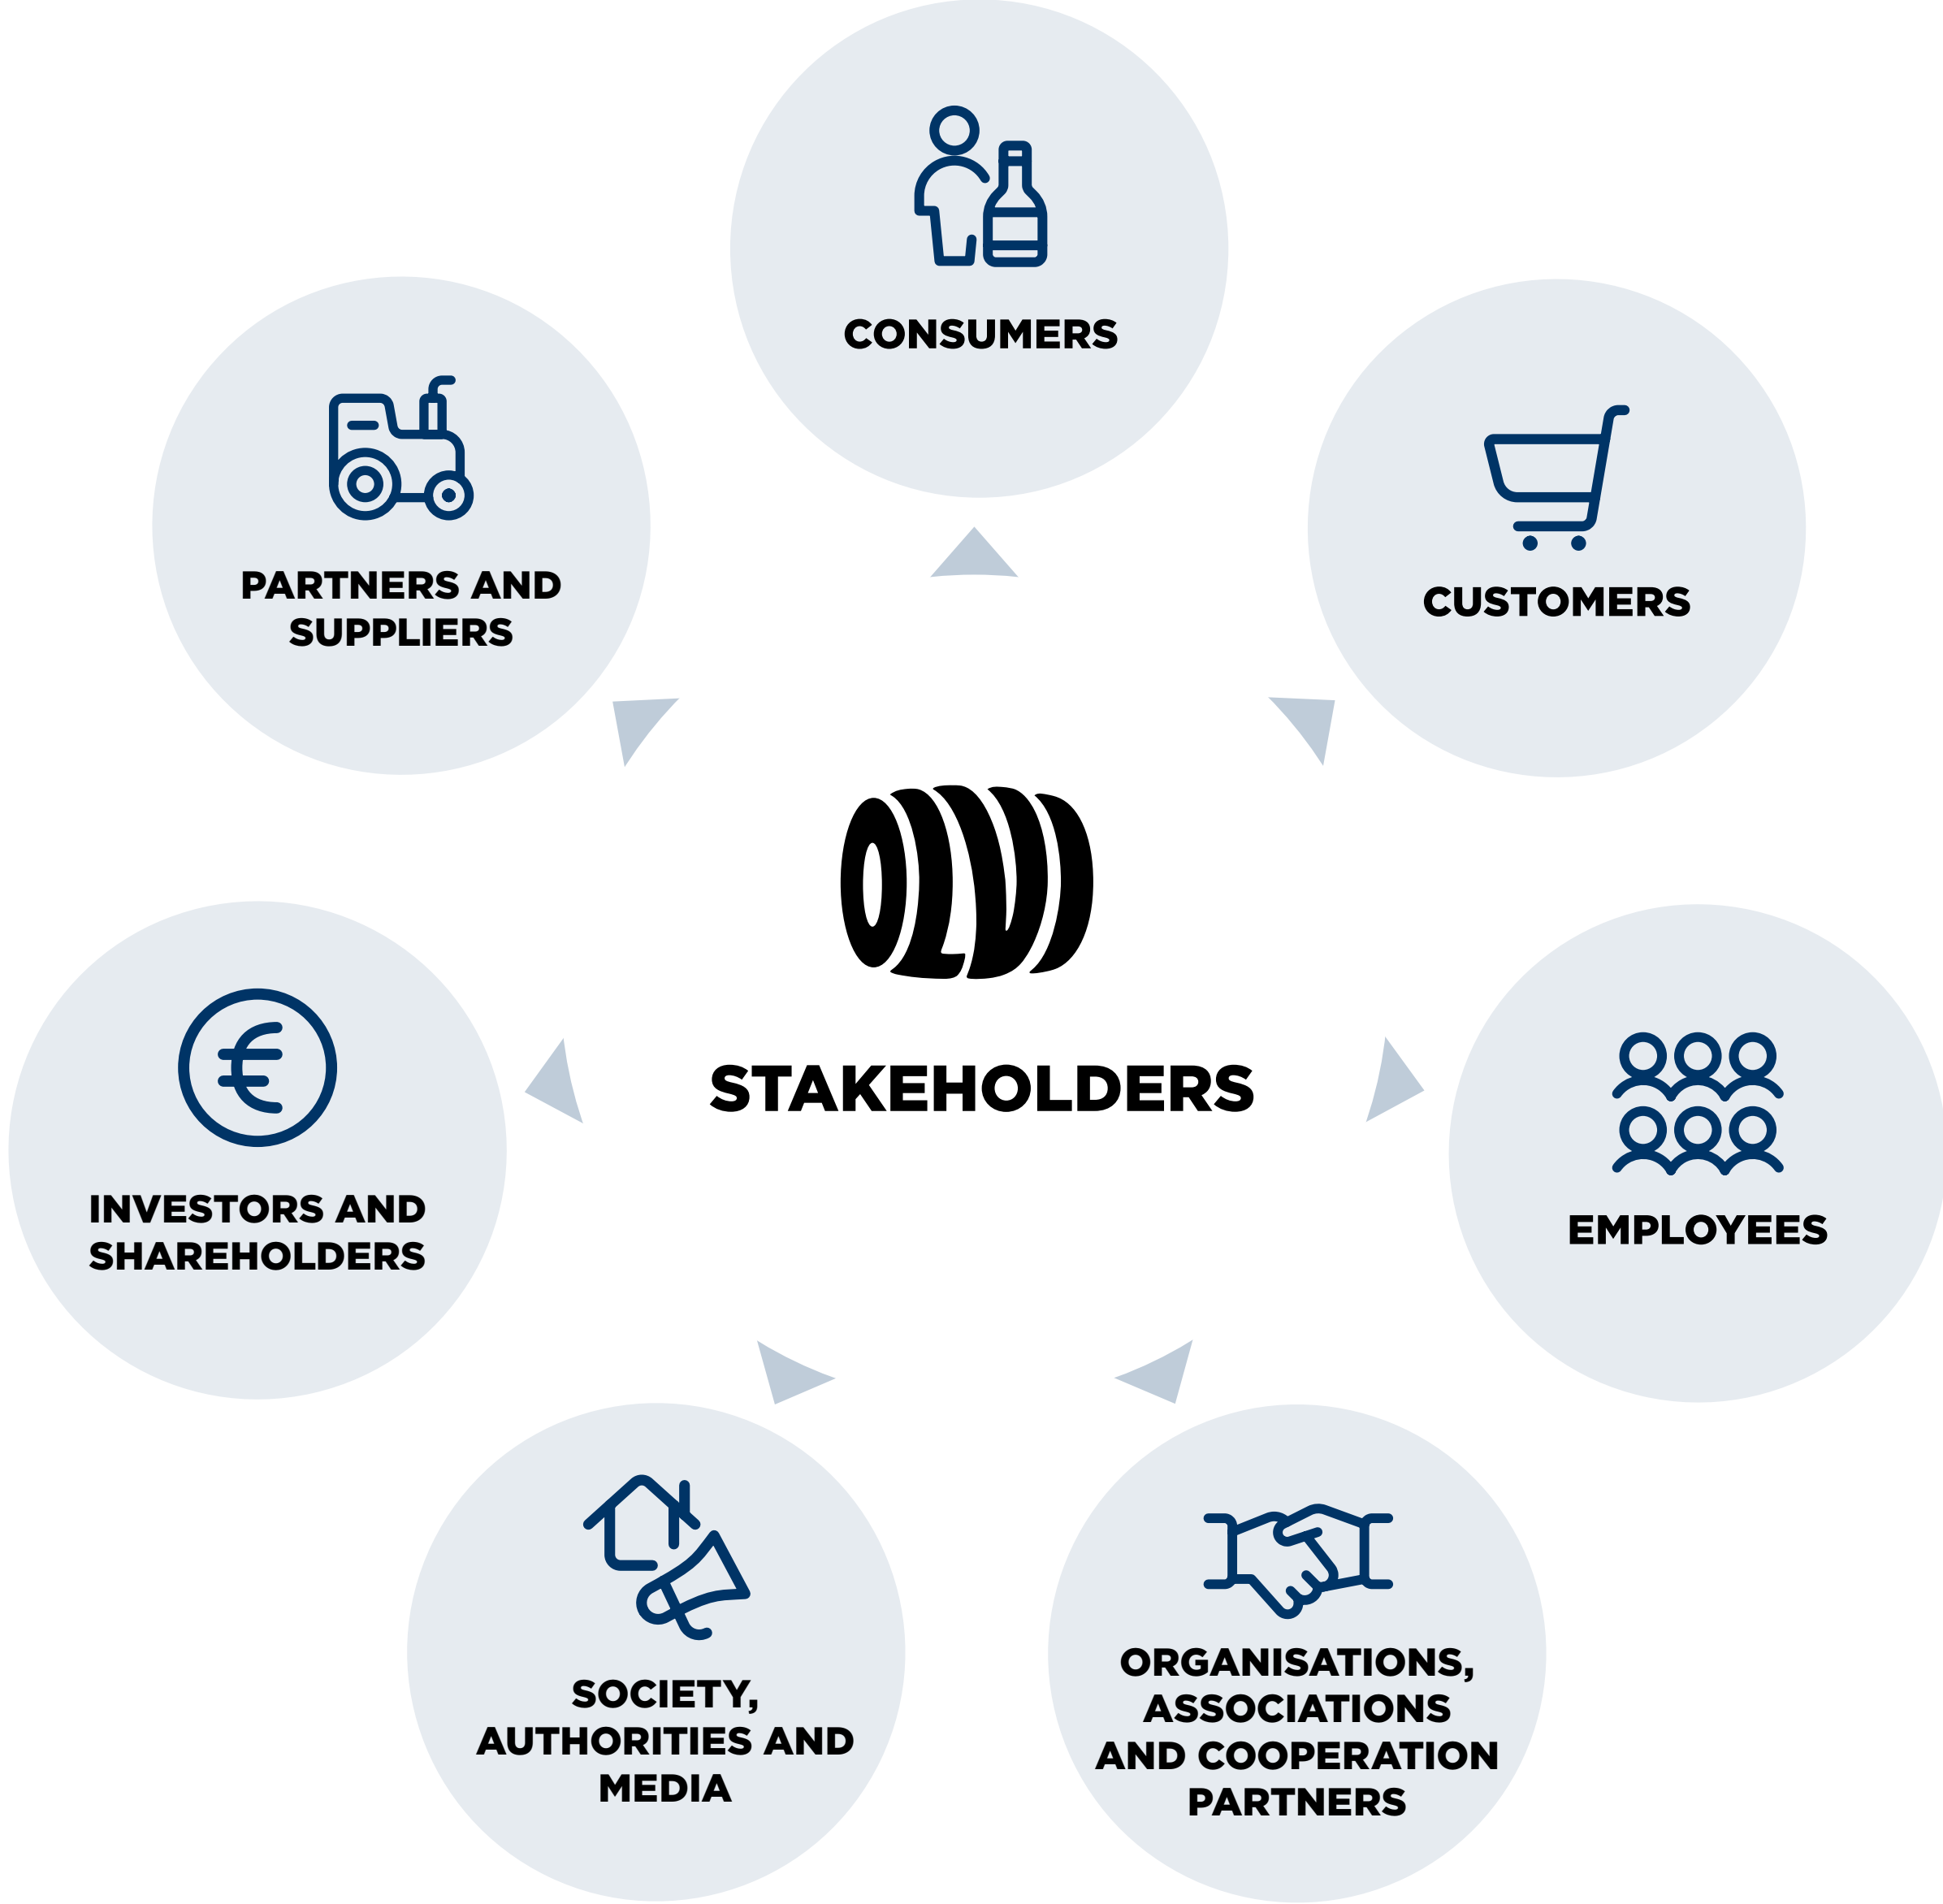 CONSUMERS
PARTNERS AND
SUPPLIERS
CUSTOMERS
OLVI
STAKEHOLDERS
INVESTORS AND
SHAREHOLDERS
EMPLOYEES
SOCIETY,
AUTHORITIES AND
MEDIA
ORGANISATIONS,
ASSOCIATIONS
AND COOPERATION
PARTNERS